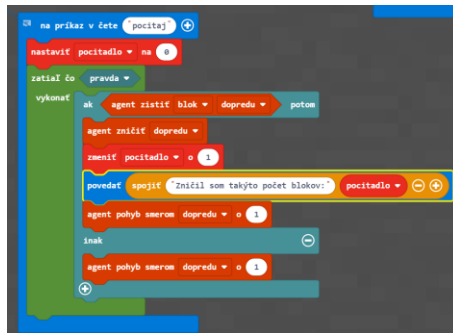 na príkaz v čete "pocitaj"
nastaviť pocitadlo na 0
zatiaľ čo pravda
vykonať
ak agent zistiť blok dopredu potom
agent zničiť dopredu
zmeniť pocitadlo o 1
povedať spojiť "Zničil som takýto počet blokov:" pocitadlo
agent pohyb smerom dopredu o 1
inak
agent pohyb smerom dopredu o 1